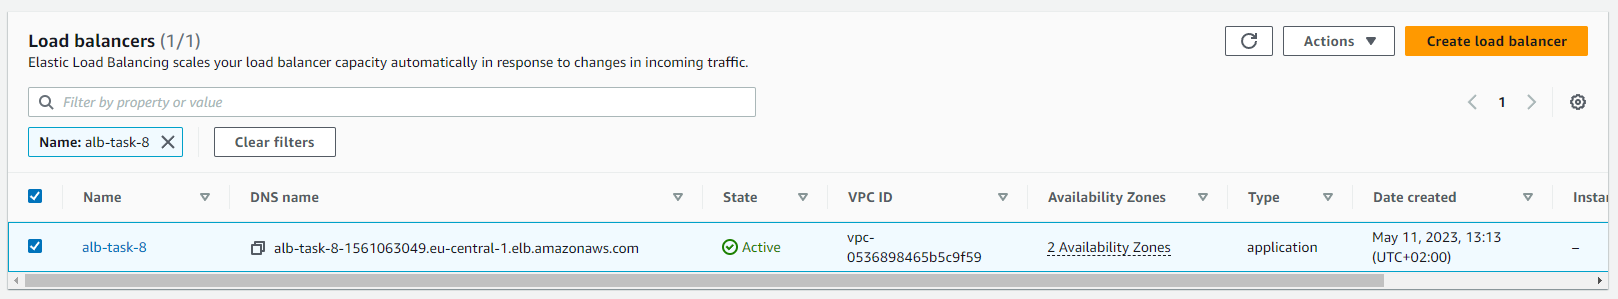 Load balancers (1/1)
Actions
Create load balancer
Elastic Load Balancing scales your load balancer capacity automatically in response to changes in incoming traffic.
Filter by property or value
1
Name: alb-task-8
Clear filters
Name
DNS name
State
VPC ID
Availability Zones
Type
Date created
Instan
alb-task-8
alb-task-8-1561063049.eu-central-1.elb.amazonaws.com
Active
vpc-
0536898465b5c9f59
2 Availability Zones
application
May 11, 2023, 13:13
(UTC+02:00)
–